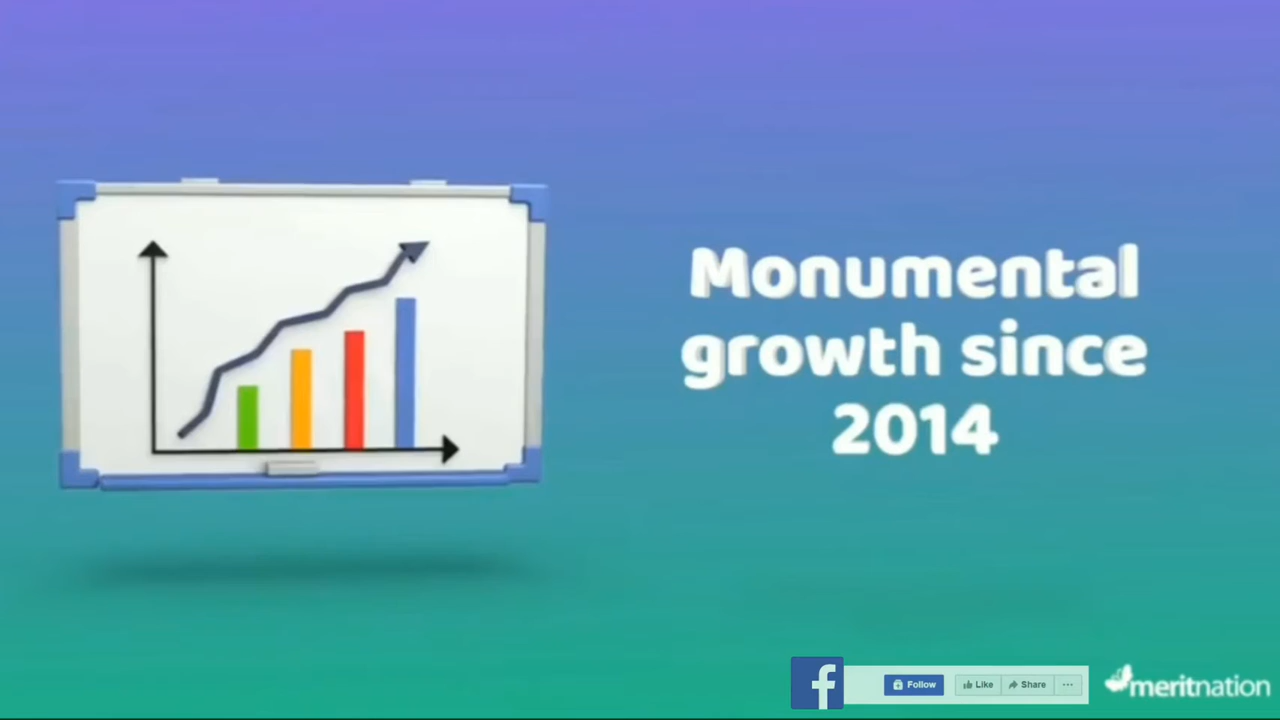 Monumental
growth since
2014
f
Follow
Like
Share
meritnation